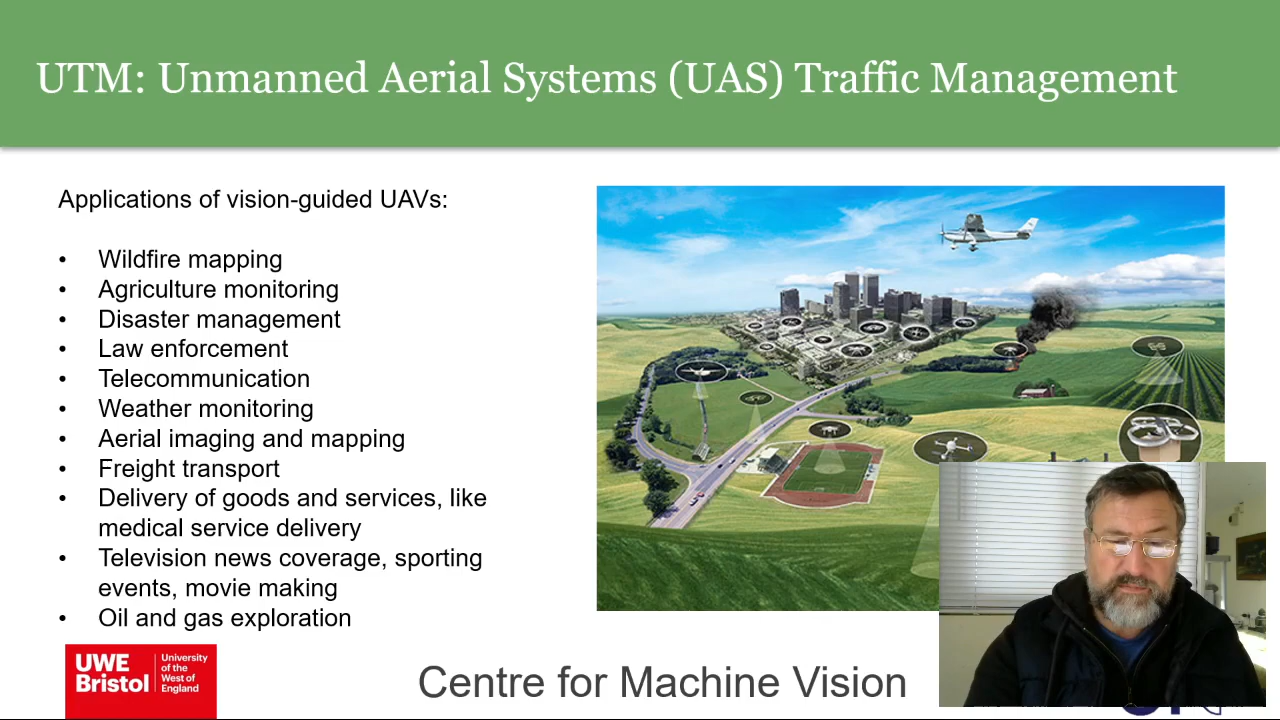 UTM: Unmanned Aerial Systems (UAS) Traffic Management
Applications of vision-guided UAVs:
• Wildfire mapping
• Agriculture monitoring
• Disaster management
• Law enforcement
• Telecommunication
• Weather monitoring
• Aerial imaging and mapping
• Freight transport
• Delivery of goods and services, like
medical service delivery
• Television news coverage, sporting
events, movie making
• Oil and gas exploration
UWE
Bristol
University
of the
West of
England
Centre for Machine Vision